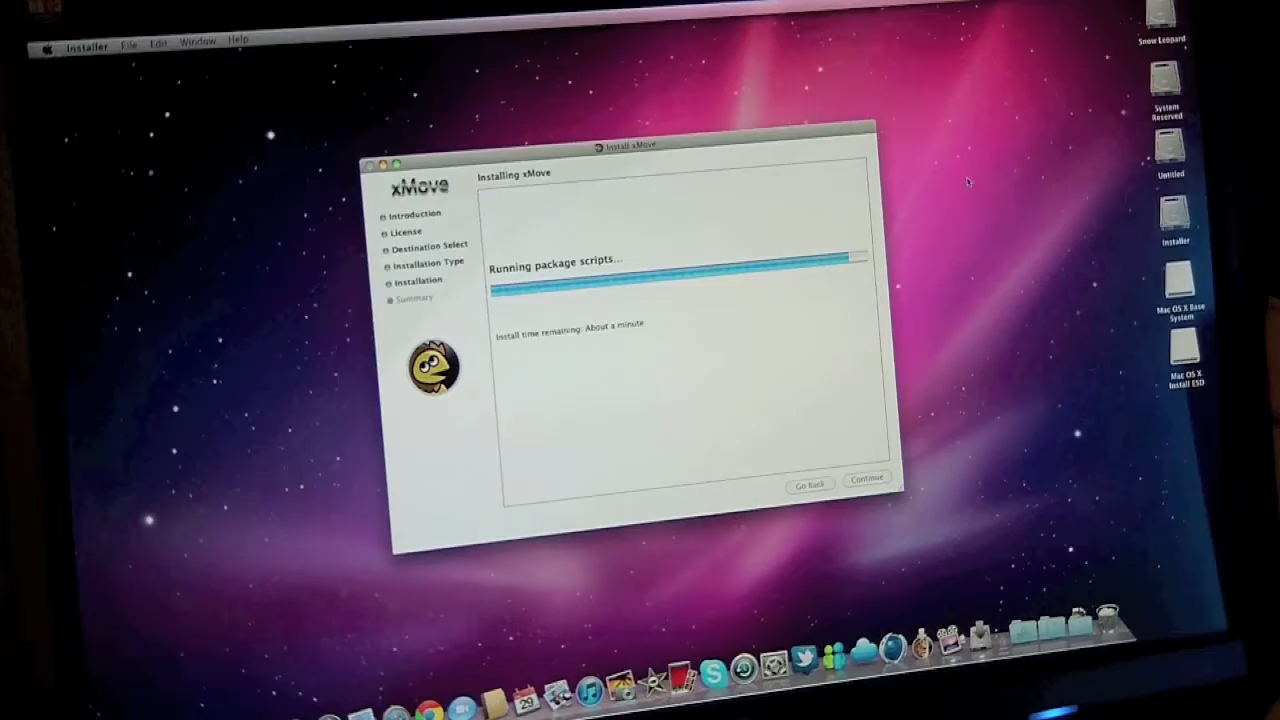 Installer File Edit Window Help
Install xMove
xMove
Installing xMove
Introduction
License
Destination Select
Installation Type
Installation
Summary
Running package scripts...
Install time remaining: About a minute
Go Back
Continue
Snow Leopard
System
Reserved
Untitled
Installer
Mac OS X Base
System
Mac OS X
Install ESD
29
S